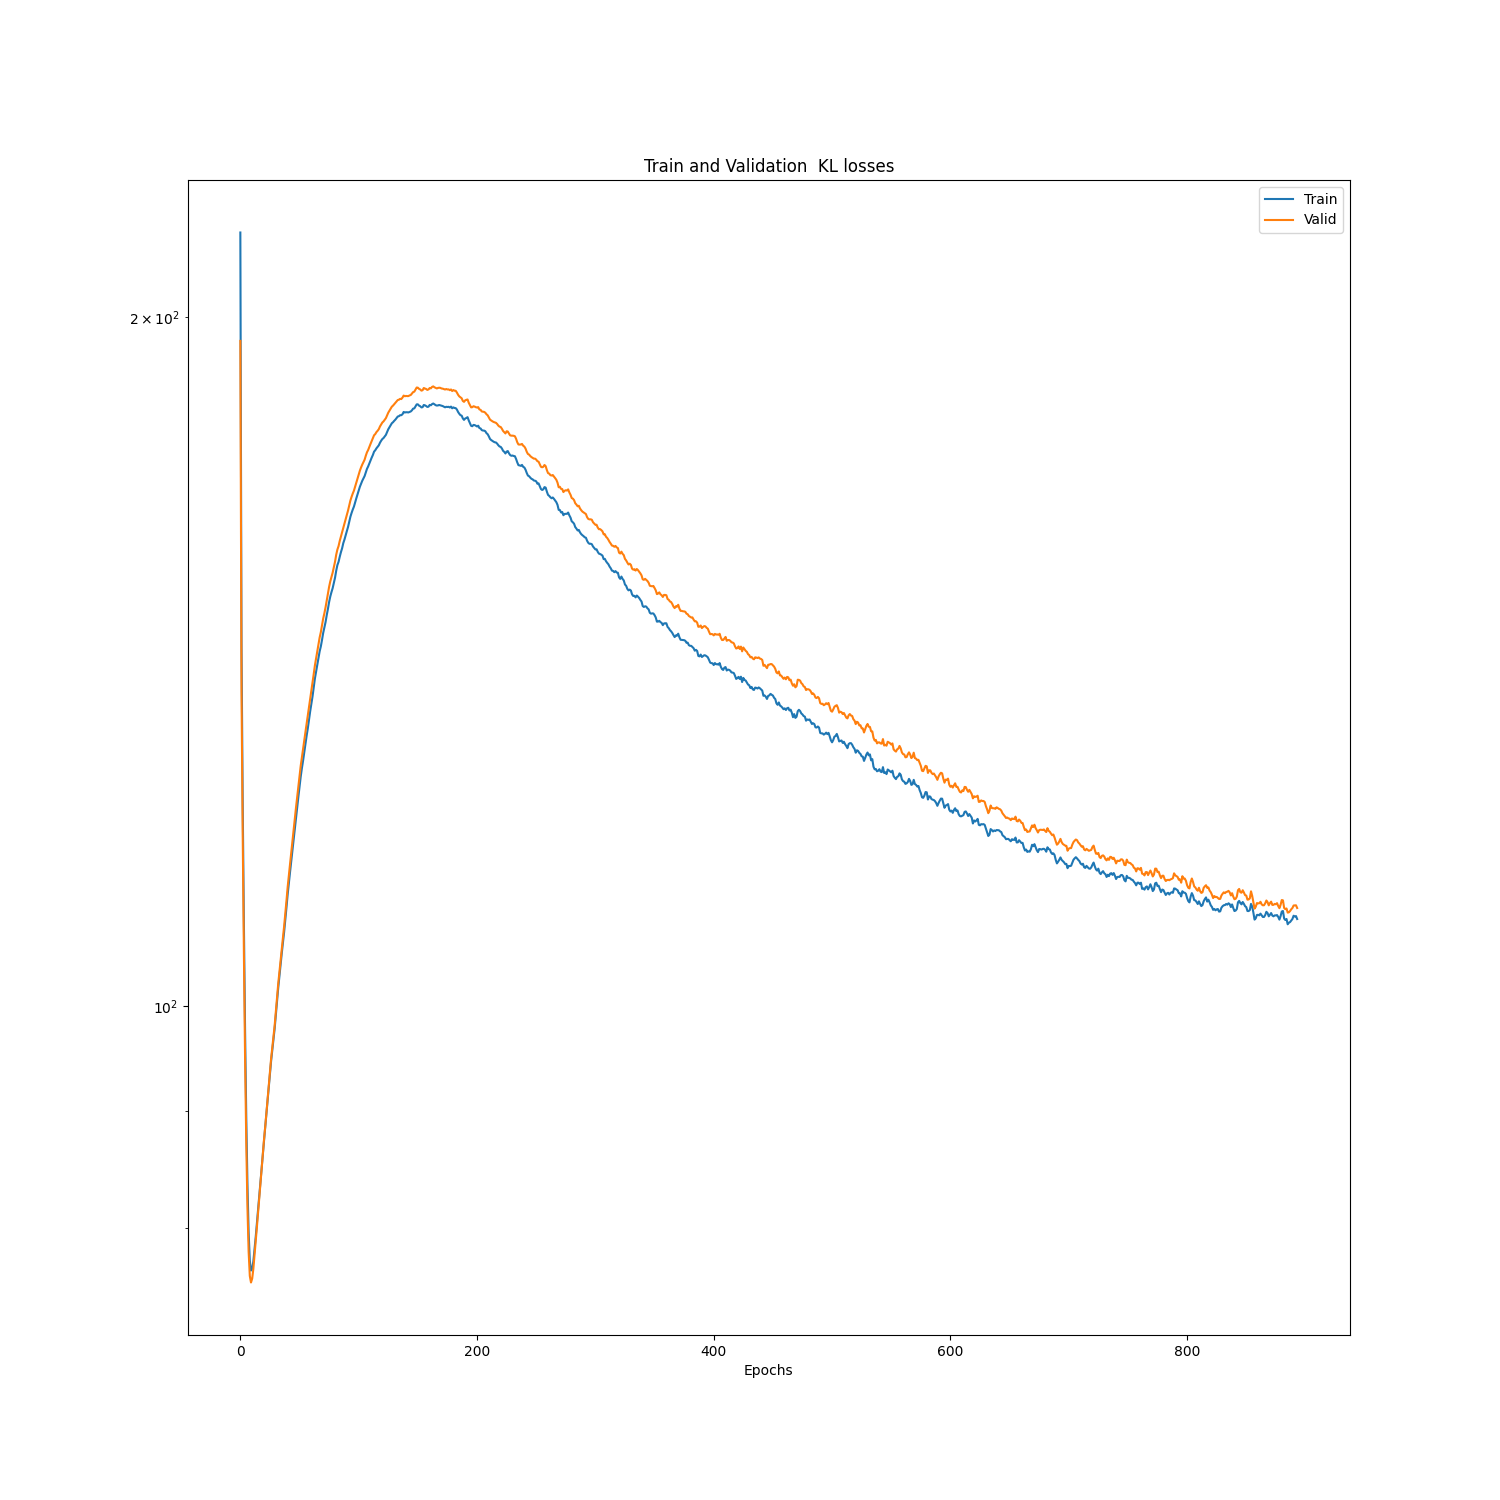 Train and Validation  KL losses
Train
Valid
2 × 10²
10²
0 200 400 600 800
Epochs